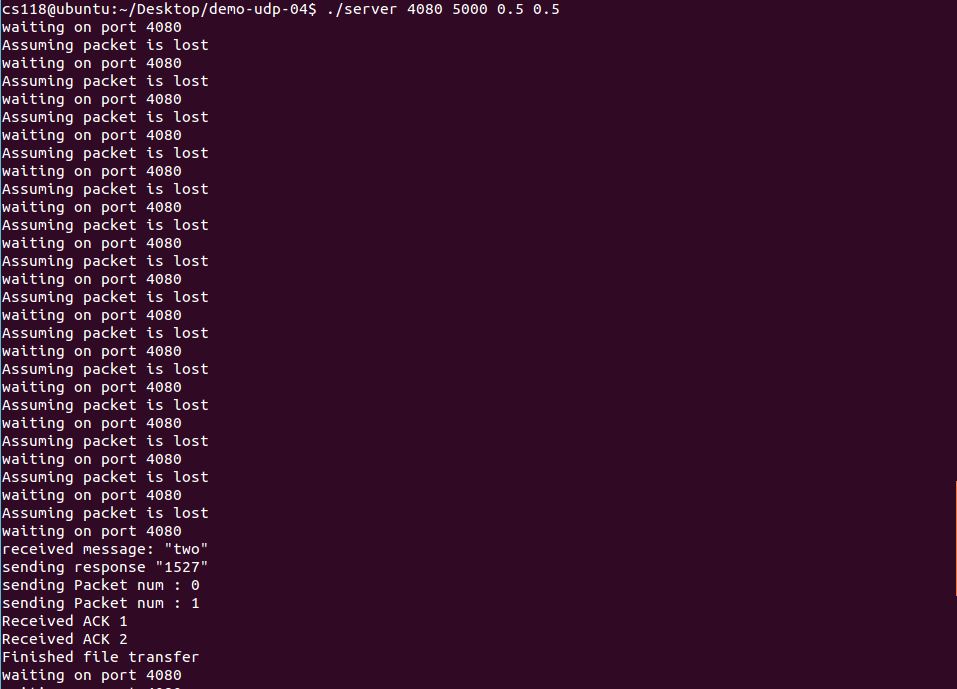 cs118@ubuntu:~/Desktop/demo-udp-04$ ./server 4080 5000 0.5 0.5
waiting on port 4080
Assuming packet is lost
waiting on port 4080
Assuming packet is lost
waiting on port 4080
Assuming packet is lost
waiting on port 4080
Assuming packet is lost
waiting on port 4080
Assuming packet is lost
waiting on port 4080
Assuming packet is lost
waiting on port 4080
Assuming packet is lost
waiting on port 4080
Assuming packet is lost
waiting on port 4080
Assuming packet is lost
waiting on port 4080
Assuming packet is lost
waiting on port 4080
Assuming packet is lost
waiting on port 4080
Assuming packet is lost
waiting on port 4080
Assuming packet is lost
waiting on port 4080
Assuming packet is lost
waiting on port 4080
received message: "two"
sending response "1527"
sending Packet num : 0
sending Packet num : 1
Received ACK 1
Received ACK 2
Finished file transfer
waiting on port 4080